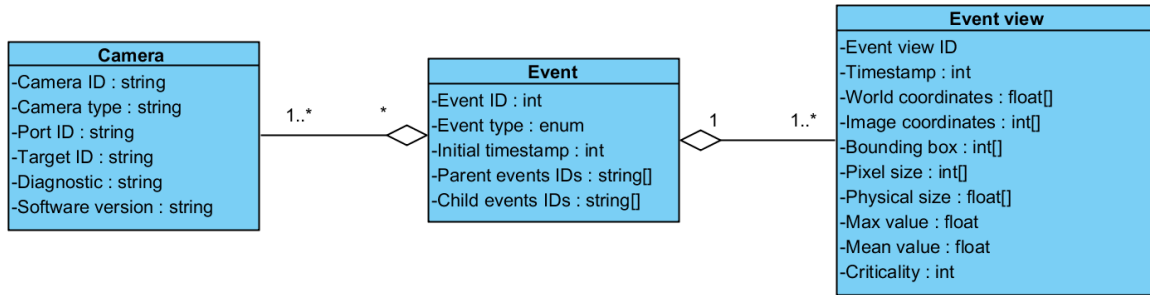 Camera
-Camera ID : string
-Camera type : string
-Port ID : string
-Target ID : string
-Diagnostic : string
-Software version : string
1..*
*
Event
-Event ID : int
-Event type : enum
-Initial timestamp : int
-Parent events IDs : string[]
-Child events IDs : string[]
1
1..*
Event view
-Event view ID
-Timestamp : int
-World coordinates : float[]
-Image coordinates : int[]
-Bounding box : int[]
-Pixel size : int[]
-Physical size : float[]
-Max value : float
-Mean value : float
-Criticality : int